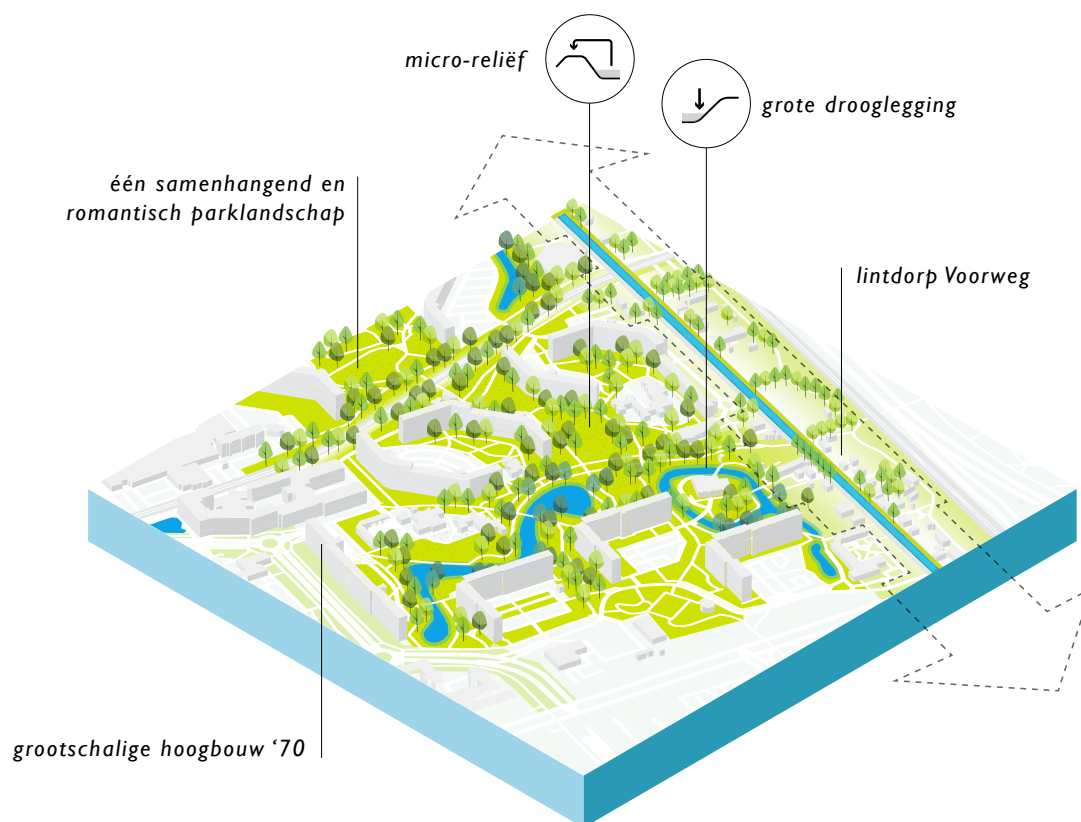 micro-reliëf
grote drooglegging
één samenhangend en
romantisch parklandschap
lintdorp Voorweg
grootschalige hoogbouw ‘70